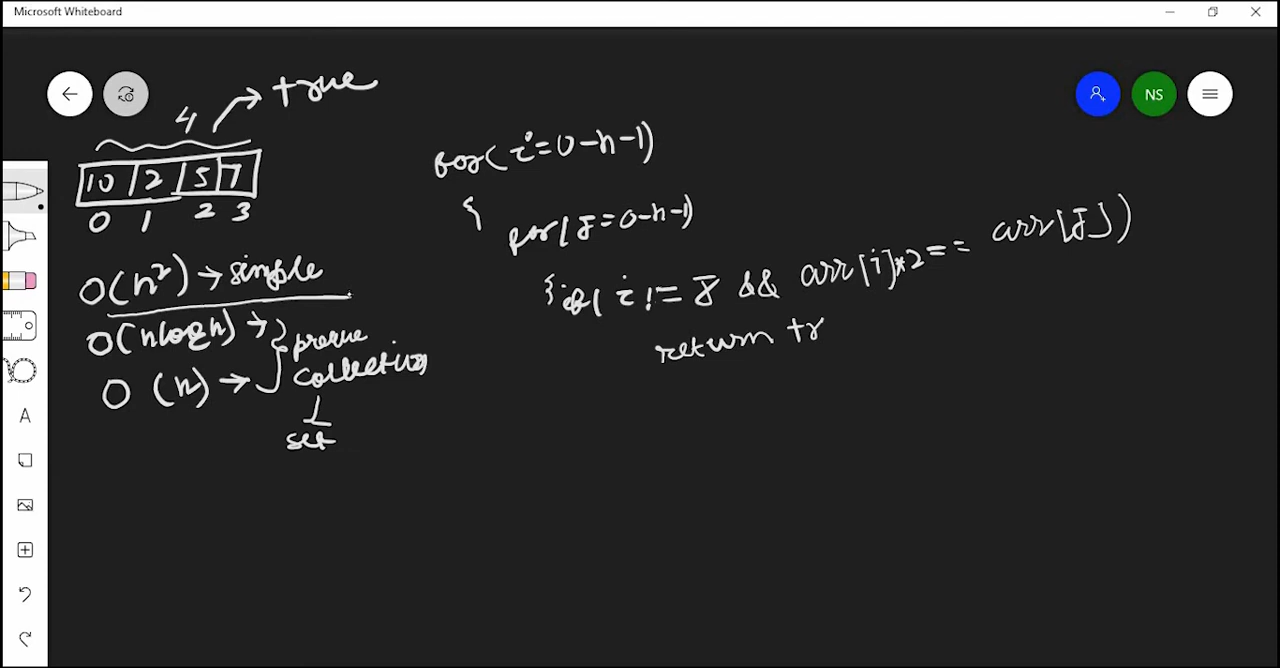 Microsoft Whiteboard
NS
4 → true
10 2 5 7
0 1 2 3
O(n²) → simple
O(nlogn) →
O (n) →
collection
set
for( i=0-n-1)
{
for( J=0-n-1)
{ if( i != J && arr[i]*2 == arr[J])
return tr
A